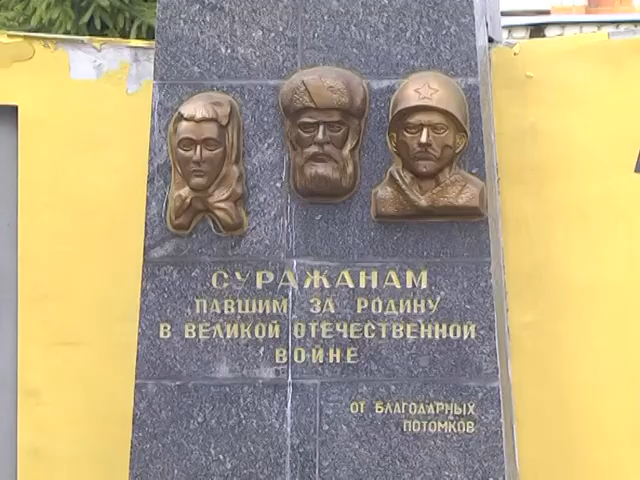 СУРАЖАНАМ
ПАВШИМ ЗА РОДИНУ
В ВЕЛИКОЙ ОТЕЧЕСТВЕННОЙ
ВОЙНЕ
ОТ БЛАГОДАРНЫХ
ПОТОМКОВ